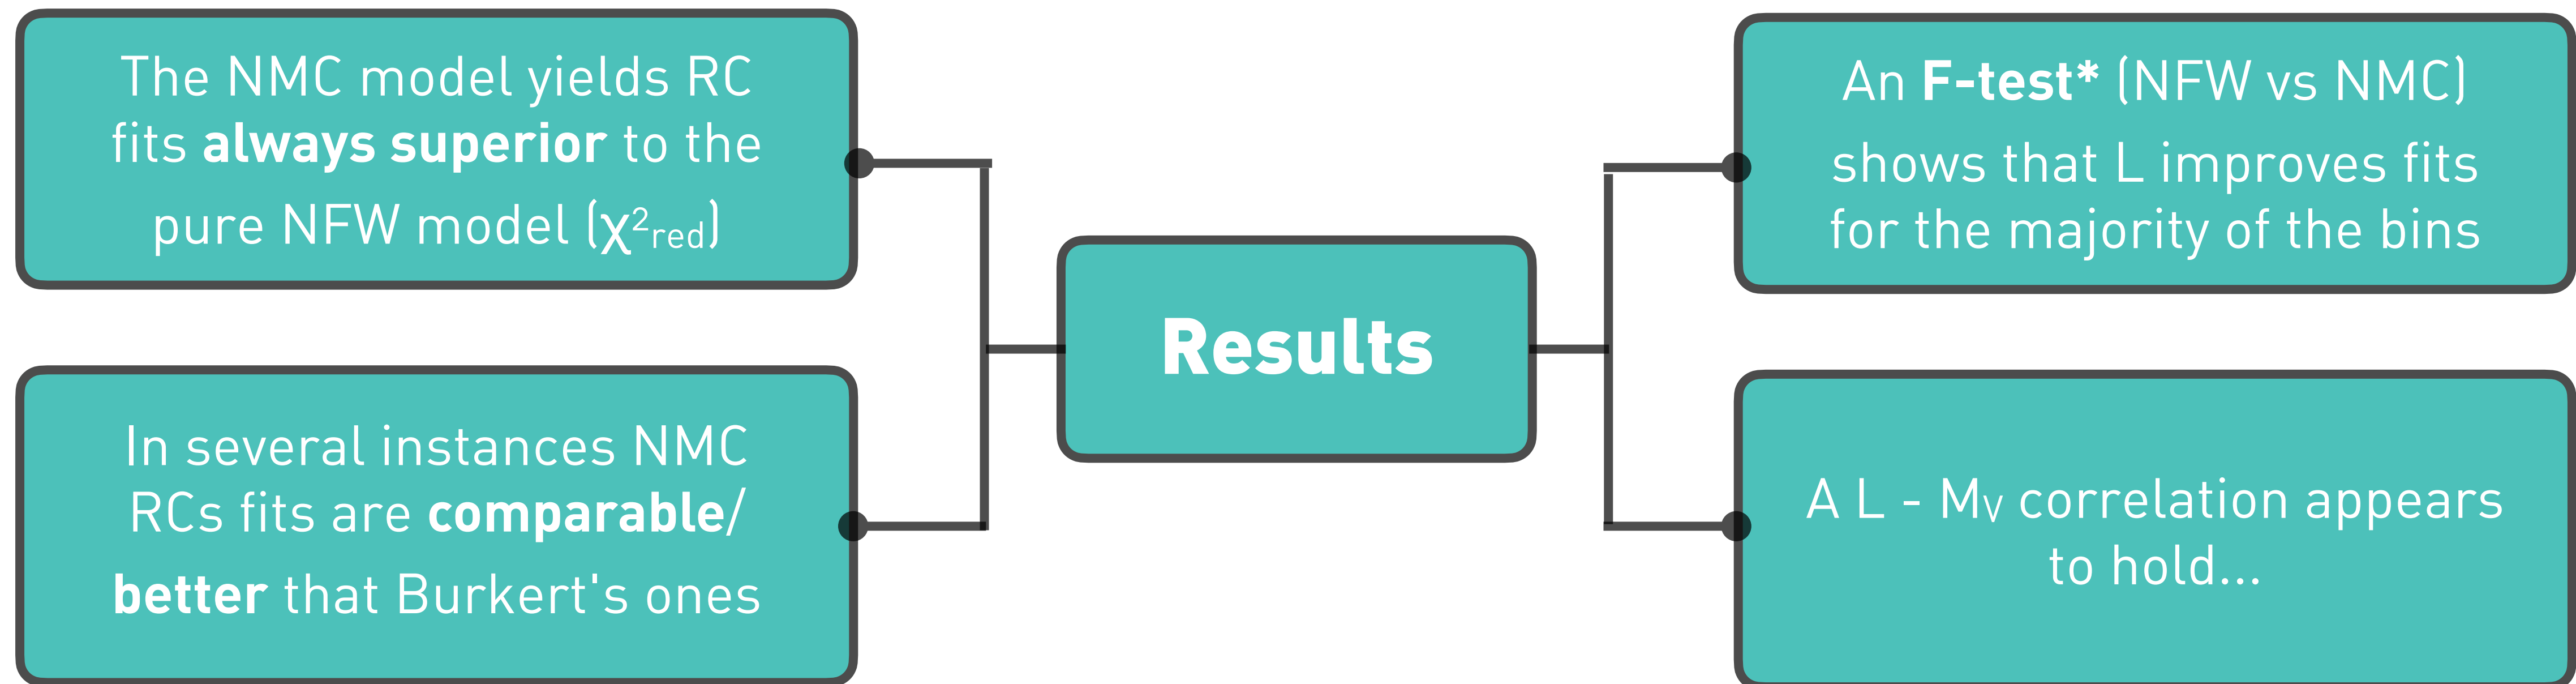 The NMC model yields RC
fits always superior to the
pure NFW model (χ²red)
In several instances NMC
RCs fits are comparable/
better that Burkert's ones
Results
An F-test* (NFW vs NMC)
shows that L improves fits
for the majority of the bins
A L - Mv correlation appears
to hold...